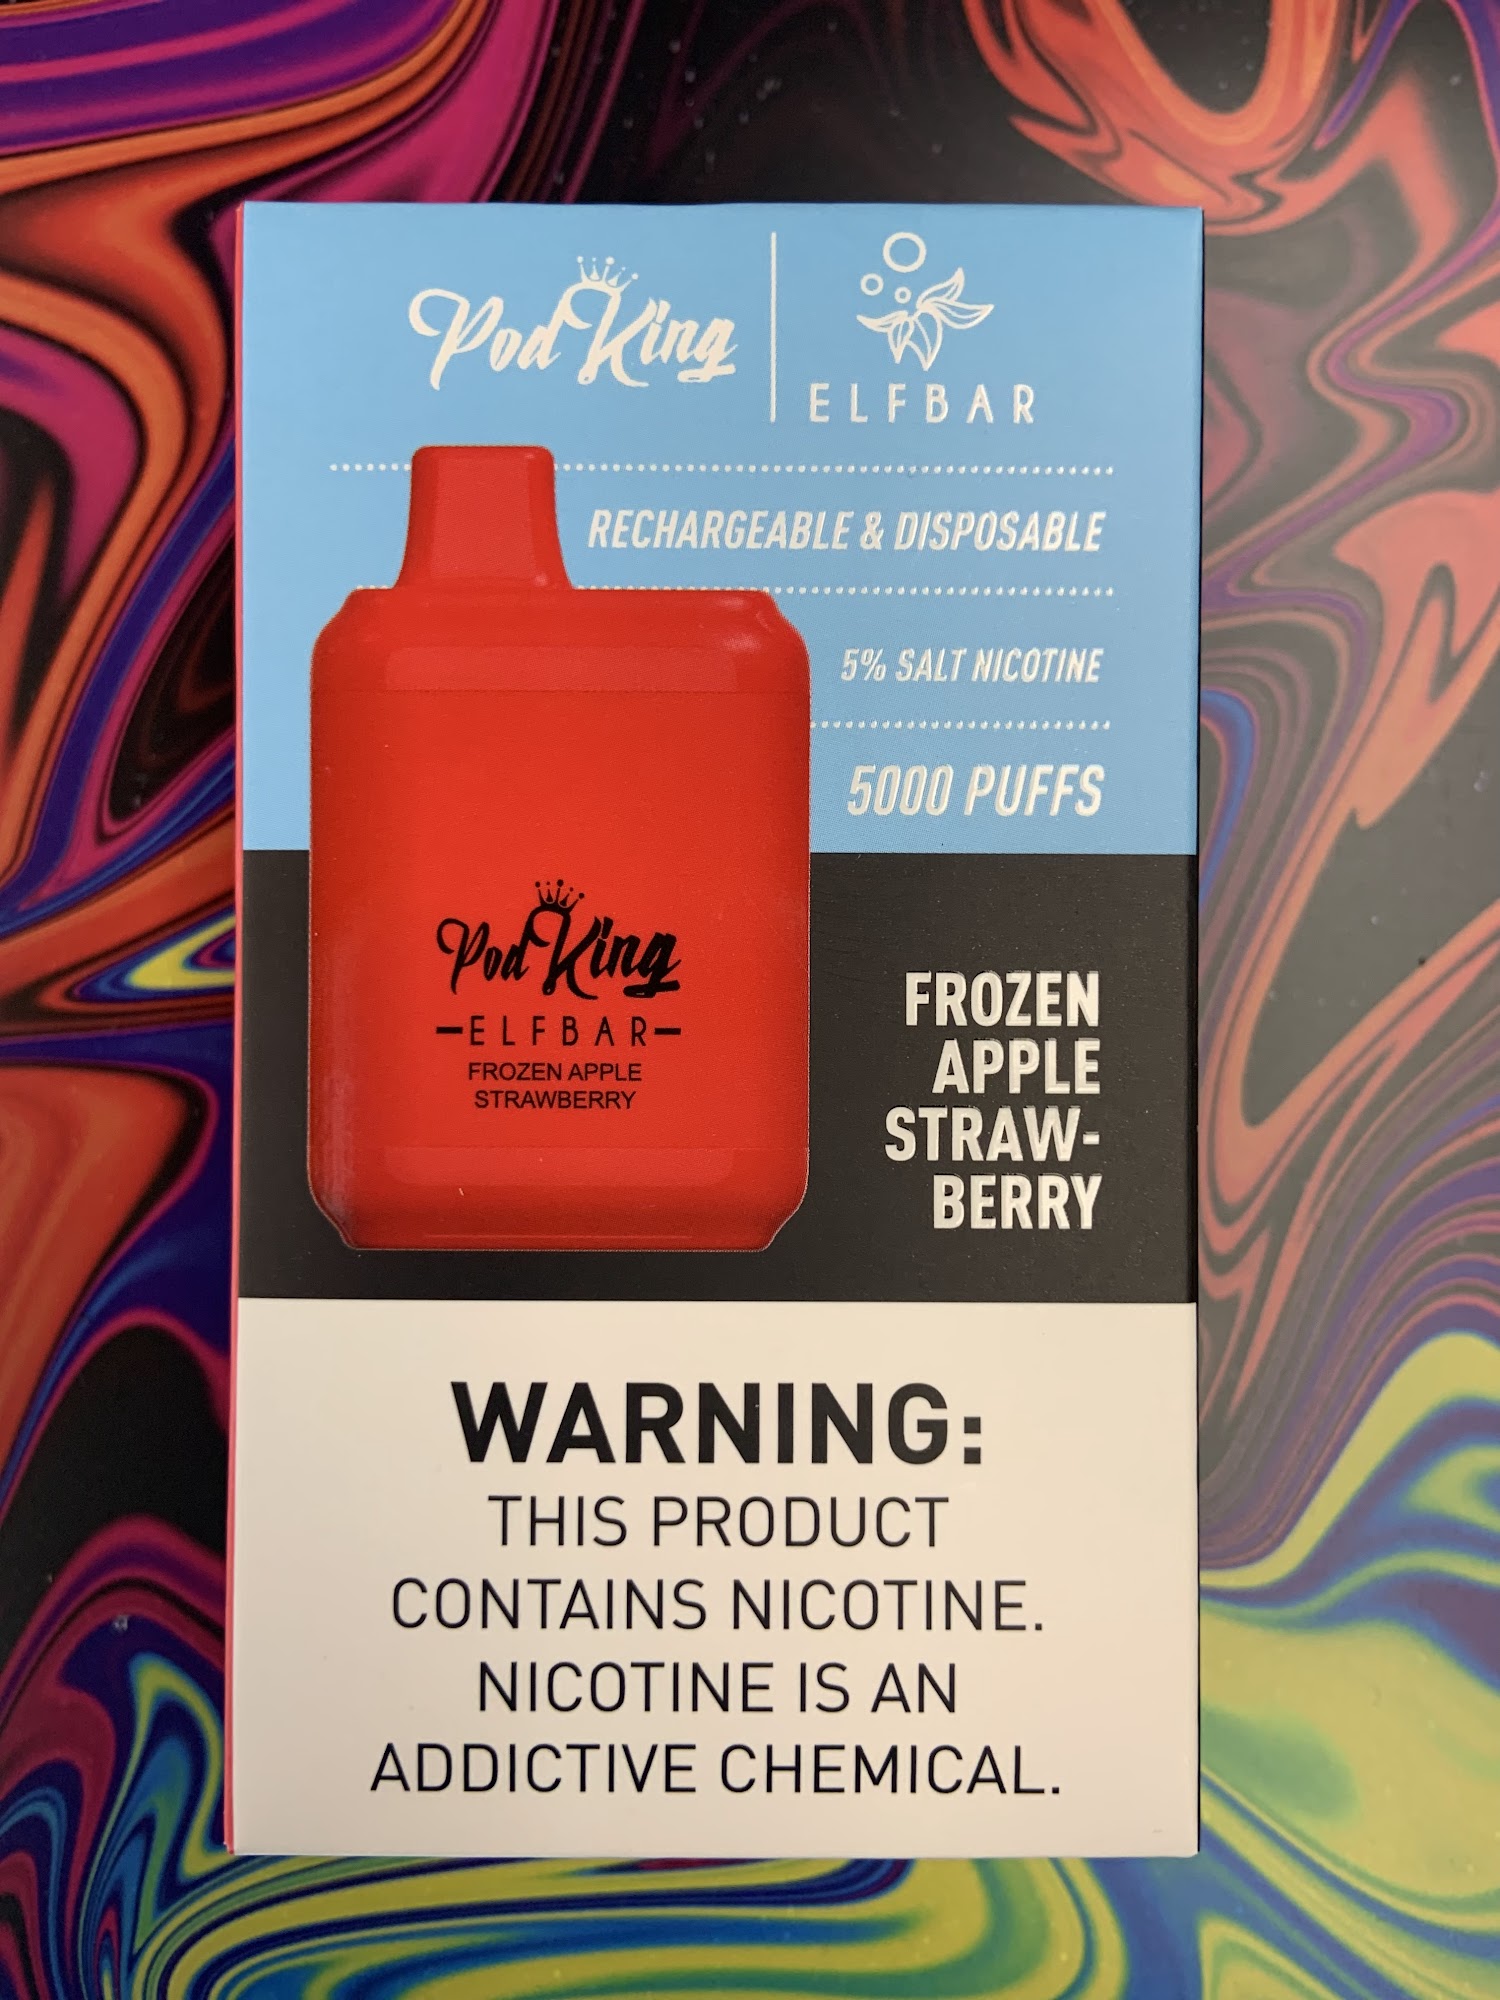 Pod King
ELFBAR
RECHARGEABLE & DISPOSABLE
5% SALT NICOTINE
5000 PUFFS
Pod King
-ELFBAR-
FROZEN APPLE
STRAWBERRY
FROZEN
APPLE
STRAW-
BERRY
WARNING:
THIS PRODUCT
CONTAINS NICOTINE.
NICOTINE IS AN
ADDICTIVE CHEMICAL.